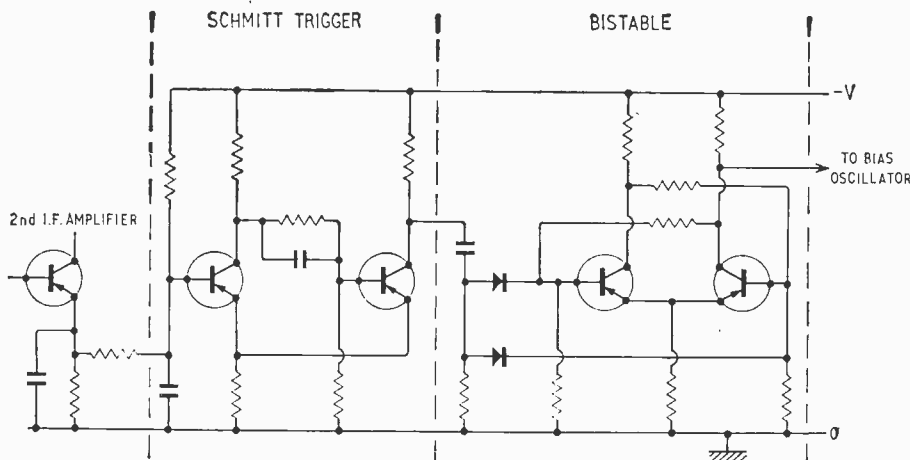 SCHMITT TRIGGER
BISTABLE
-V
TO BIAS
OSCILLATOR
2nd I.F. AMPLIFIER
0